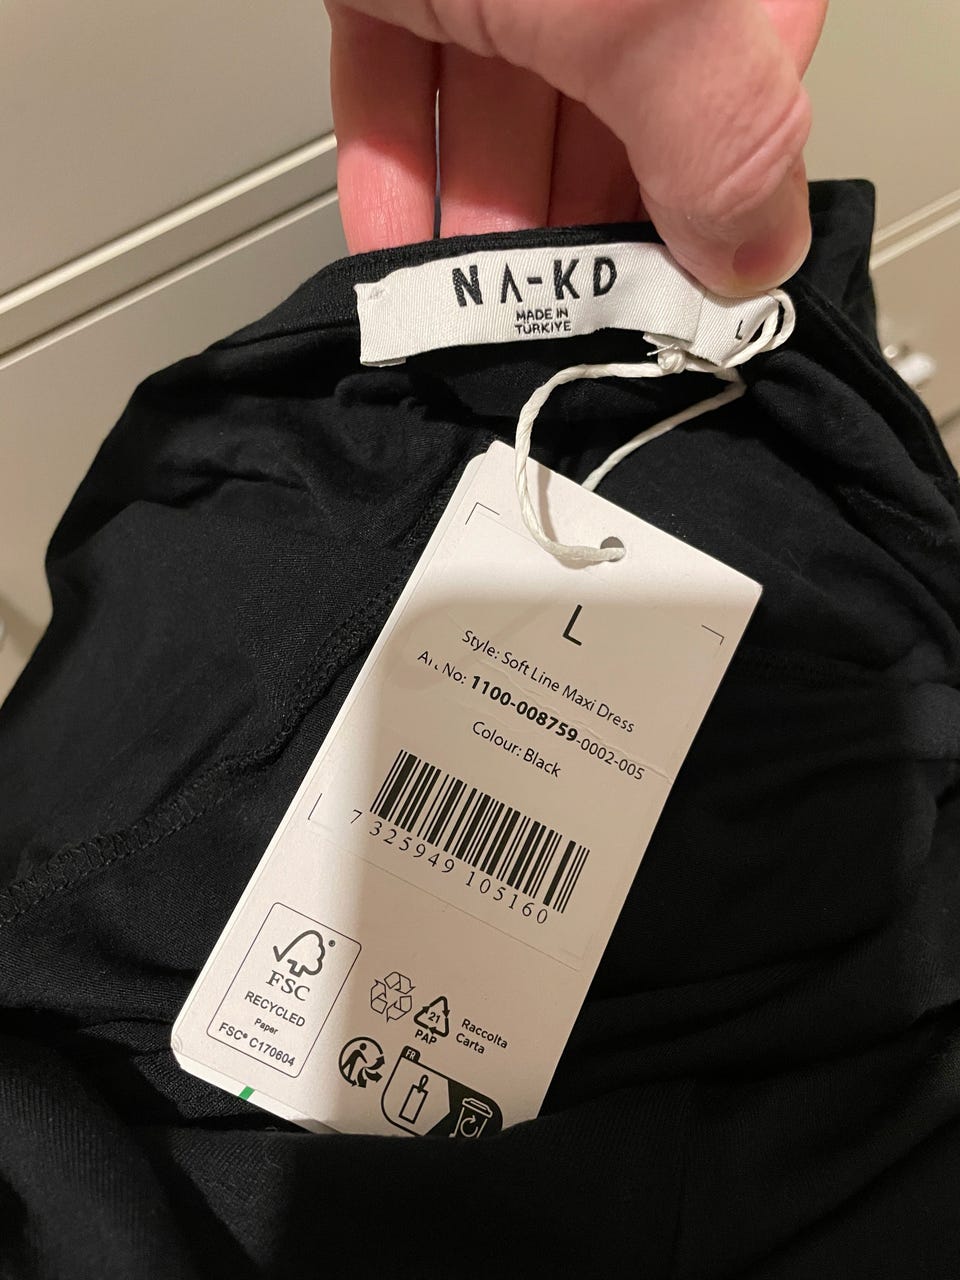 NA-KD
MADE IN
TÜRKIYE
L
L
Style: Soft Line Maxi Dress
Art. No: 1100-008759-0002-005
Colour: Black
7 325949 105160
FSC®
RECYCLED
Paper
FSC® C170604
21
PAP
Raccolta
Carta
FR